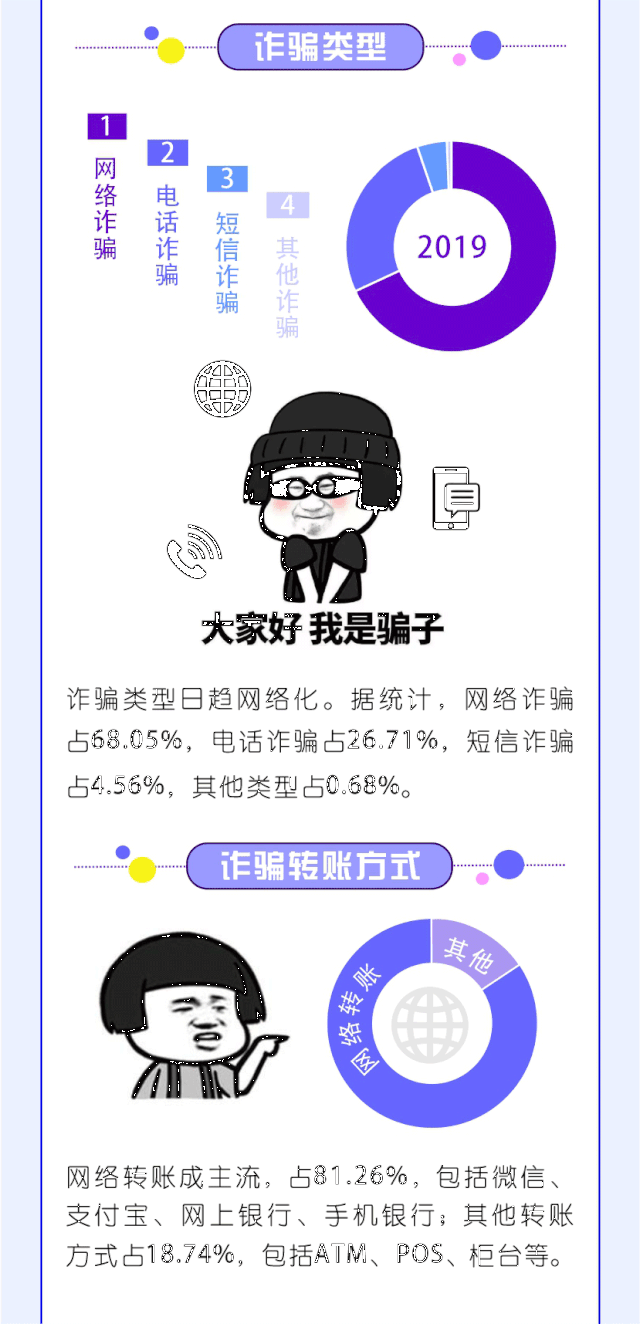 诈骗类型
1
网络诈骗
2
电话诈骗
3
短信诈骗
4
其他诈骗
2019
大家好 我是骗子
诈骗类型日趋网络化。据统计，网络诈骗
占68.05%，电话诈骗占26.71%，短信诈骗
占4.56%，其他类型占0.68%。
诈骗转账方式
其他
网络转账
网络转账成主流，占81.26%，包括微信、
支付宝、网上银行、手机银行；其他转账
方式占18.74%，包括ATM、POS、柜台等。